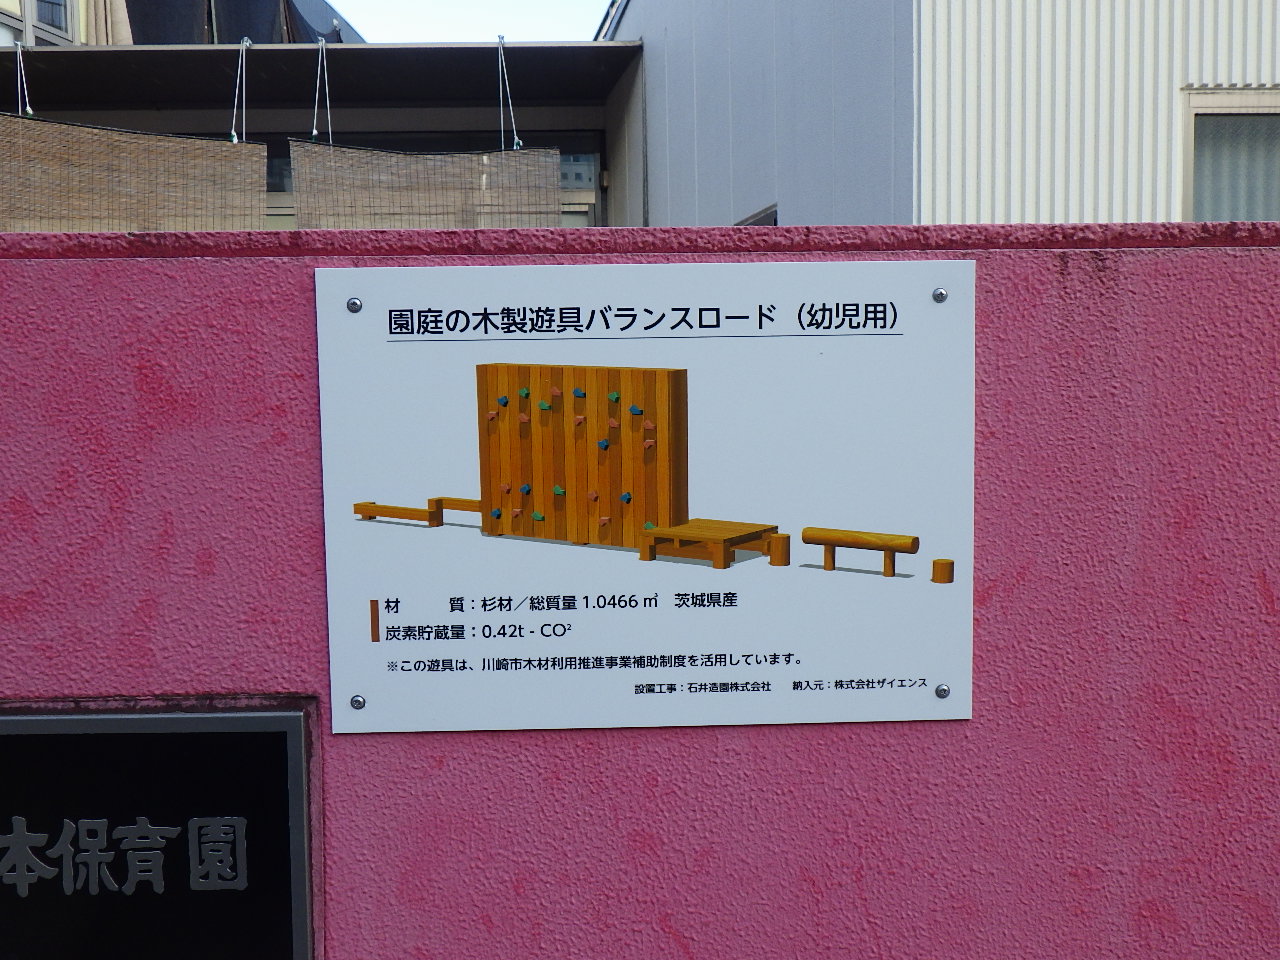 園庭の木製遊具バランスロード（幼児用）
材　　質：杉材／総質量 1.0466 ㎥　茨城県産
炭素貯蔵量：0.42t - CO²
※この遊具は、川崎市木材利用推進事業補助制度を活用しています。
設置工事：石井造園株式会社　納入元：株式会社ザイエンス
本保育園